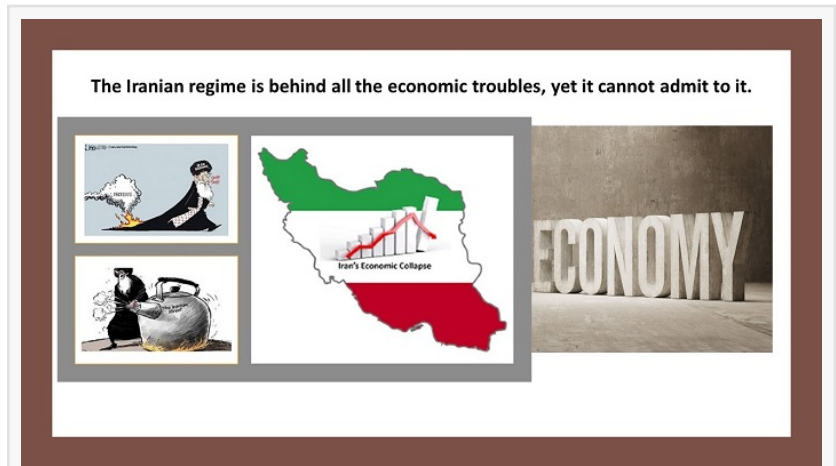 The Iranian regime is behind all the economic troubles, yet it cannot admit to it.
PROTESTS
Iran's Economic Collapse
ECONOMY